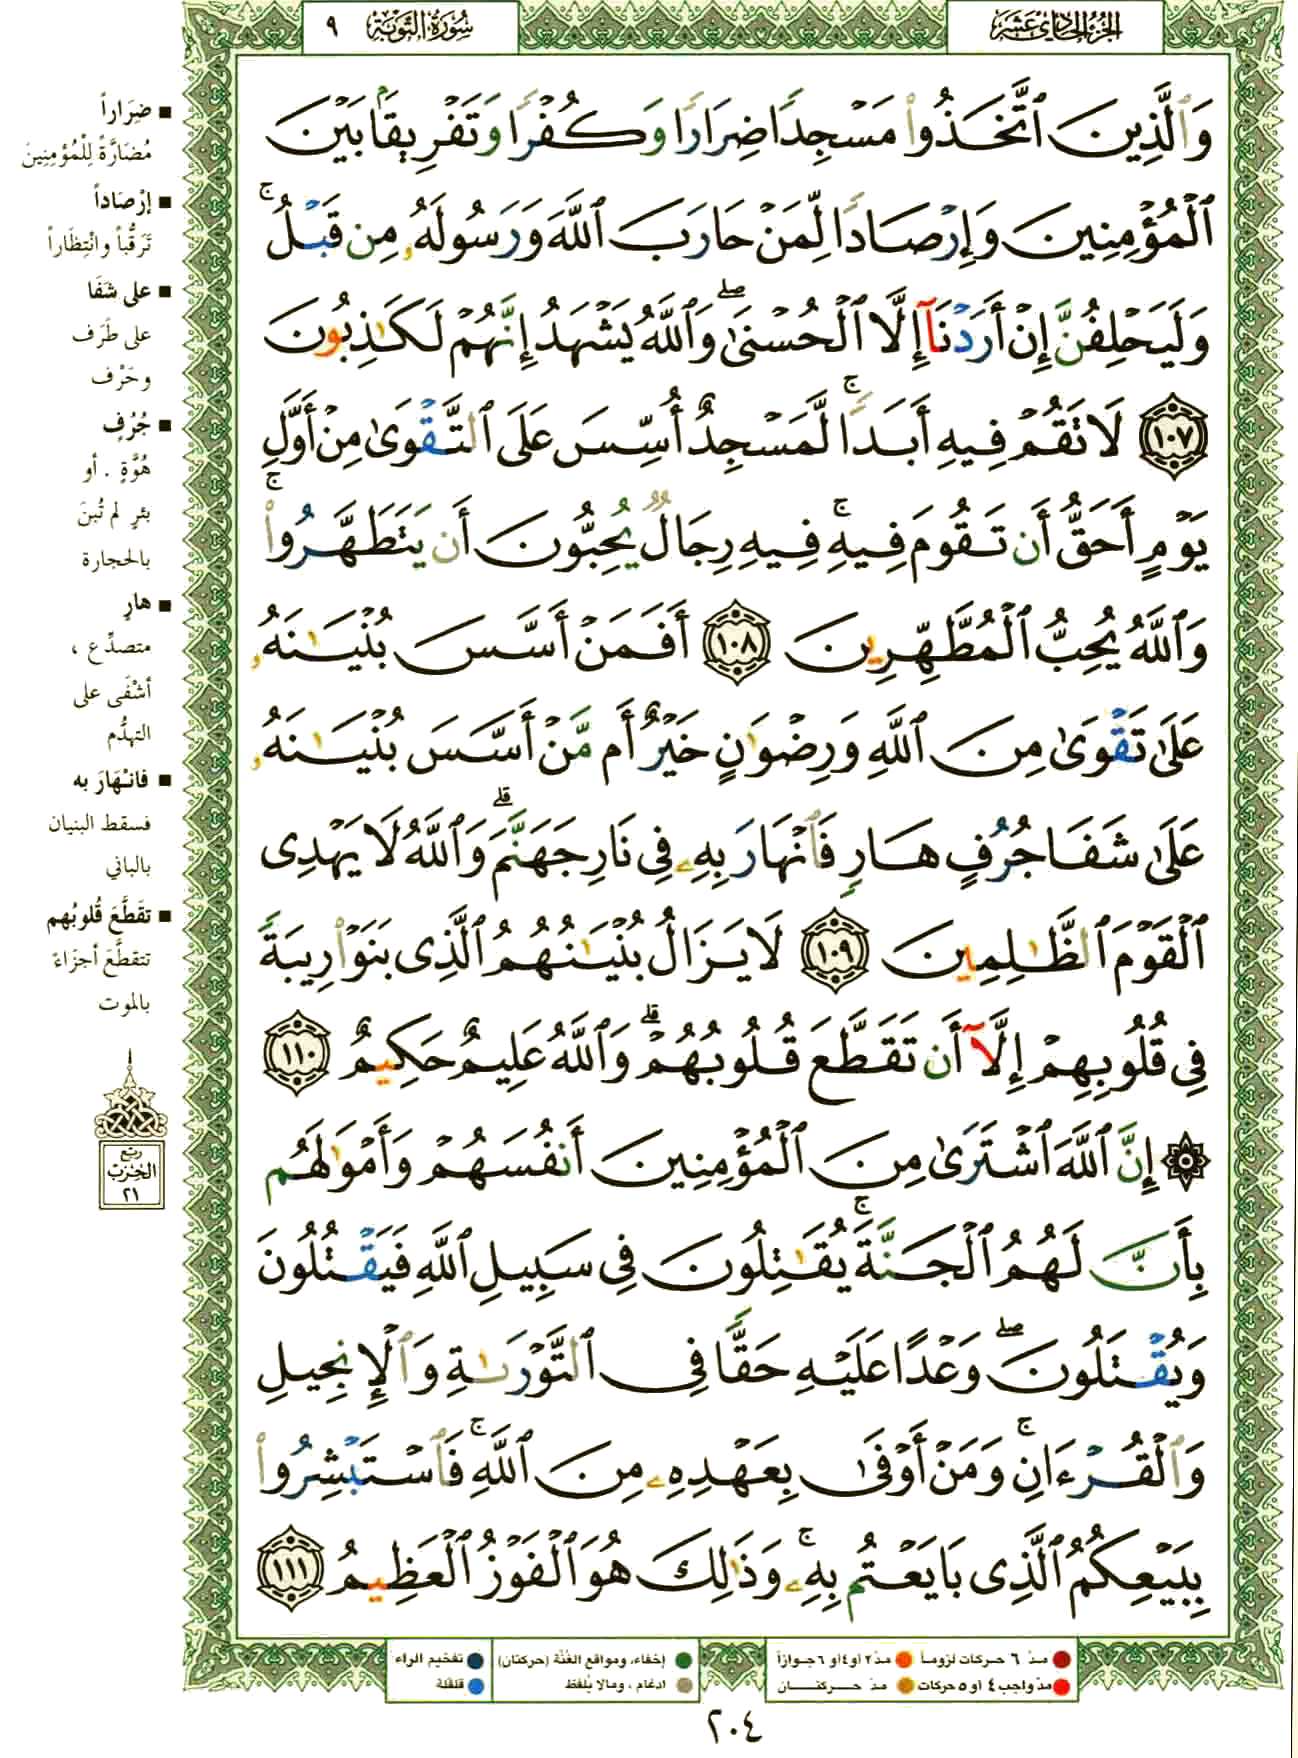 الجزء الحادي عشر
سورة التوبة ٩
وَٱلَّذِينَ ٱتَّخَذُوا۟ مَسْجِدًا ضِرَارًا وَكُفْرًا وَتَفْرِيقًۢا بَيْنَ
ٱلْمُؤْمِنِينَ وَإِرْصَادًا لِّمَنْ حَارَبَ ٱللَّهَ وَرَسُولَهُۥ مِن قَبْلُ ۚ
وَلَيَحْلِفُنَّ إِنْ أَرَدْنَآ إِلَّا ٱلْحُسْنَىٰ ۖ وَٱللَّهُ يَشْهَدُ إِنَّهُمْ لَكَـٰذِبُونَ
١٠٧ لَا تَقُمْ فِيهِ أَبَدًا ۚ لَّمَسْجِدٌ أُسِّسَ عَلَى ٱلتَّقْوَىٰ مِنْ أَوَّلِ
يَوْمٍ أَحَقُّ أَن تَقُومَ فِيهِ ۚ فِيهِ رِجَالٌ يُحِبُّونَ أَن يَتَطَهَّرُوا۟ ۚ
وَٱللَّهُ يُحِبُّ ٱلْمُطَّهِّرِينَ ١٠٨ أَفَمَنْ أَسَّسَ بُنْيَـٰنَهُۥ
عَلَىٰ تَقْوَىٰ مِنَ ٱللَّهِ وَرِضْوَٰنٍ خَيْرٌ أَم مَّنْ أَسَّسَ بُنْيَـٰنَهُۥ
عَلَىٰ شَفَا جُرُفٍ هَارٍ فَٱنْهَارَ بِهِۦ فِى نَارِ جَهَنَّمَ ۗ وَٱللَّهُ لَا يَهْدِى
ٱلْقَوْمَ ٱلظَّـٰلِمِينَ ١٠٩ لَا يَزَالُ بُنْيَـٰنُهُمُ ٱلَّذِى بَنَوْا۟ رِيبَةً
فِى قُلُوبِهِمْ إِلَّآ أَن تَقَطَّعَ قُلُوبُهُمْ ۗ وَٱللَّهُ عَلِيمٌ حَكِيمٌ ١١٠
۞ إِنَّ ٱللَّهَ ٱشْتَرَىٰ مِنَ ٱلْمُؤْمِنِينَ أَنفُسَهُمْ وَأَمْوَٰلَهُم
بِأَنَّ لَهُمُ ٱلْجَنَّةَ ۚ يُقَـٰتِلُونَ فِى سَبِيلِ ٱللَّهِ فَيَقْتُلُونَ
وَيُقْتَلُونَ ۖ وَعْدًا عَلَيْهِ حَقًّا فِى ٱلتَّوْرَىٰةِ وَٱلْإِنجِيلِ
وَٱلْقُرْءَانِ ۚ وَمَنْ أَوْفَىٰ بِعَهْدِهِۦ مِنَ ٱللَّهِ ۚ فَٱسْتَبْشِرُوا۟
بِبَيْعِكُمُ ٱلَّذِى بَايَعْتُم بِهِۦ ۚ وَذَٰلِكَ هُوَ ٱلْفَوْزُ ٱلْعَظِيمُ ١١١
ضِرَاراً
مُضَارَّةً لِلْمُؤْمِنِينَ
إرْصَاداً
تَرَقُّباً وانْتِظَاراً
على شَفَا
على طَرَف
وحَرْف
جُرُفٍ
هُوَّةٍ . أو
بئرٍ لم تُبنَ
بالحجارة
هارٍ
متصدِّع ،
أشْفَى على
التهدُّم
فانْهَارَ به
فسقط البنيان
بالباني
تقَطَّعَ قُلوبُهم
تتقطَّعَ أجزَاءً
بالموت
ربع
الحزب
٢١
مدّ ٦ حركات لزوماً
مدّ واجب ٤ أو ٥ حركات
مدّ ٢ أو ٤ أو ٦ جوازاً
مدّ حركتان
إخفاء، ومواقع الغُنَّة (حركتان)
ادغام ، ومالا يُلفظ
تفخيم الراء
قلقلة
٢٠٤